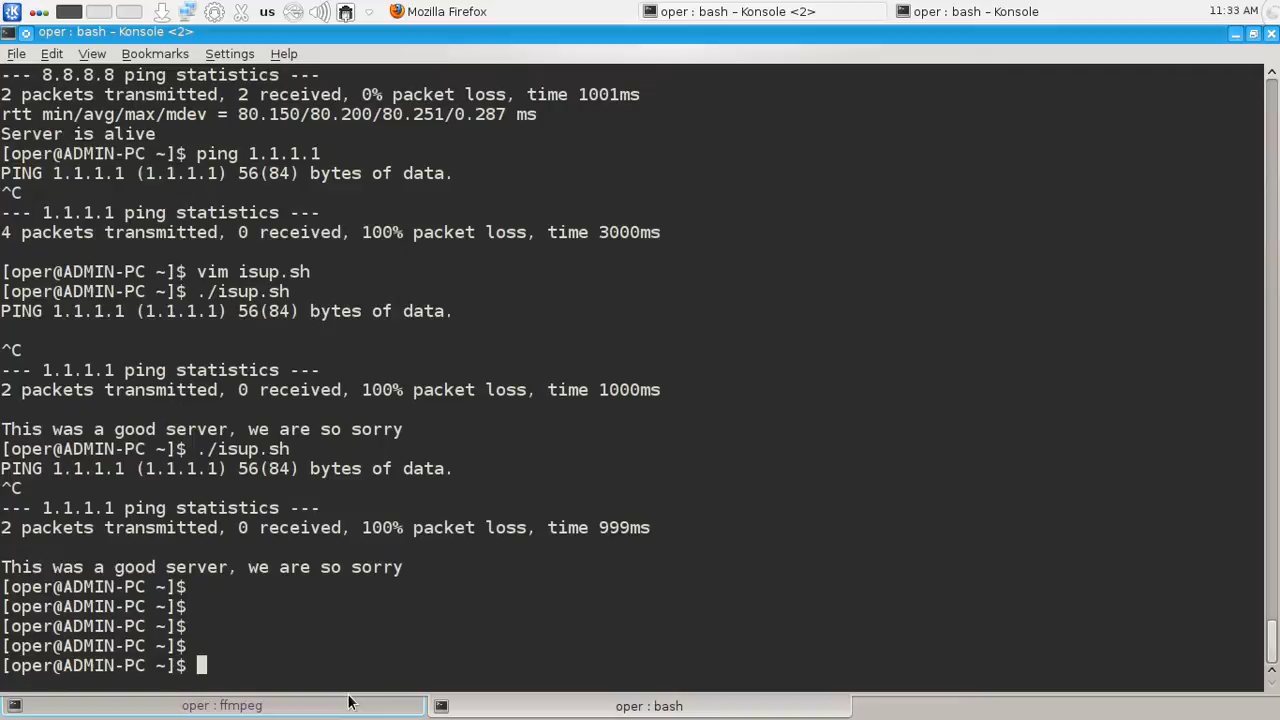 us
Mozilla Firefox
oper : bash – Konsole <2>
oper : bash – Konsole
11:33 AM
oper : bash – Konsole <2>
File Edit View Bookmarks Settings Help
--- 8.8.8.8 ping statistics ---
2 packets transmitted, 2 received, 0% packet loss, time 1001ms
rtt min/avg/max/mdev = 80.150/80.200/80.251/0.287 ms
Server is alive
[oper@ADMIN-PC ~]$ ping 1.1.1.1
PING 1.1.1.1 (1.1.1.1) 56(84) bytes of data.
^C
--- 1.1.1.1 ping statistics ---
4 packets transmitted, 0 received, 100% packet loss, time 3000ms
[oper@ADMIN-PC ~]$ vim isup.sh
[oper@ADMIN-PC ~]$ ./isup.sh
PING 1.1.1.1 (1.1.1.1) 56(84) bytes of data.
^C
--- 1.1.1.1 ping statistics ---
2 packets transmitted, 0 received, 100% packet loss, time 1000ms
This was a good server, we are so sorry
[oper@ADMIN-PC ~]$ ./isup.sh
PING 1.1.1.1 (1.1.1.1) 56(84) bytes of data.
^C
--- 1.1.1.1 ping statistics ---
2 packets transmitted, 0 received, 100% packet loss, time 999ms
This was a good server, we are so sorry
[oper@ADMIN-PC ~]$
[oper@ADMIN-PC ~]$
[oper@ADMIN-PC ~]$
[oper@ADMIN-PC ~]$
[oper@ADMIN-PC ~]$
oper : ffmpeg
oper : bash